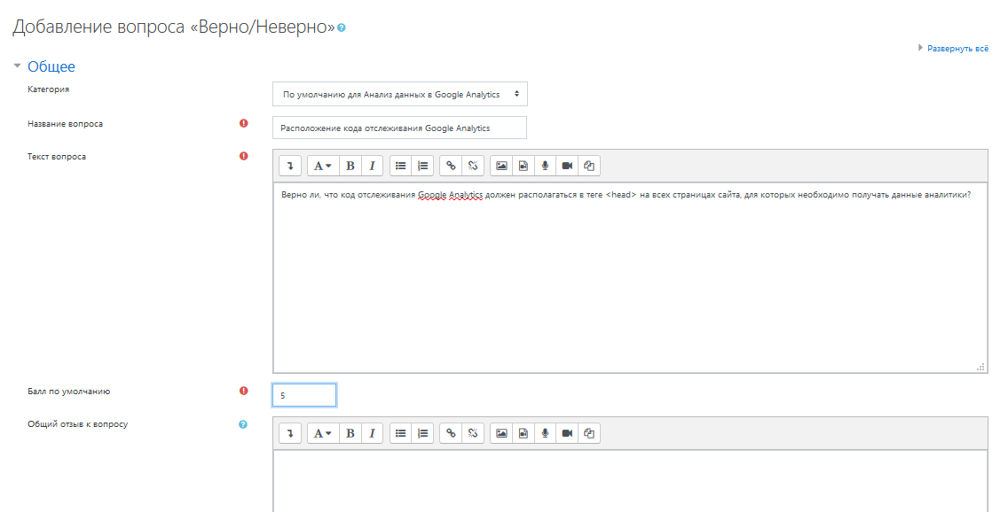 Добавление вопроса «Верно/Неверно»
Развернуть всё
Общее
Категория
По умолчанию для Анализ данных в Google Analytics
Название вопроса
Расположение кода отслеживания Google Analytics
Текст вопроса
A B I
Верно ли, что код отслеживания Google Analytics должен располагаться в теге <head> на всех страницах сайта, для которых необходимо получать данные аналитики?
Балл по умолчанию
5
Общий отзыв к вопросу
A B I